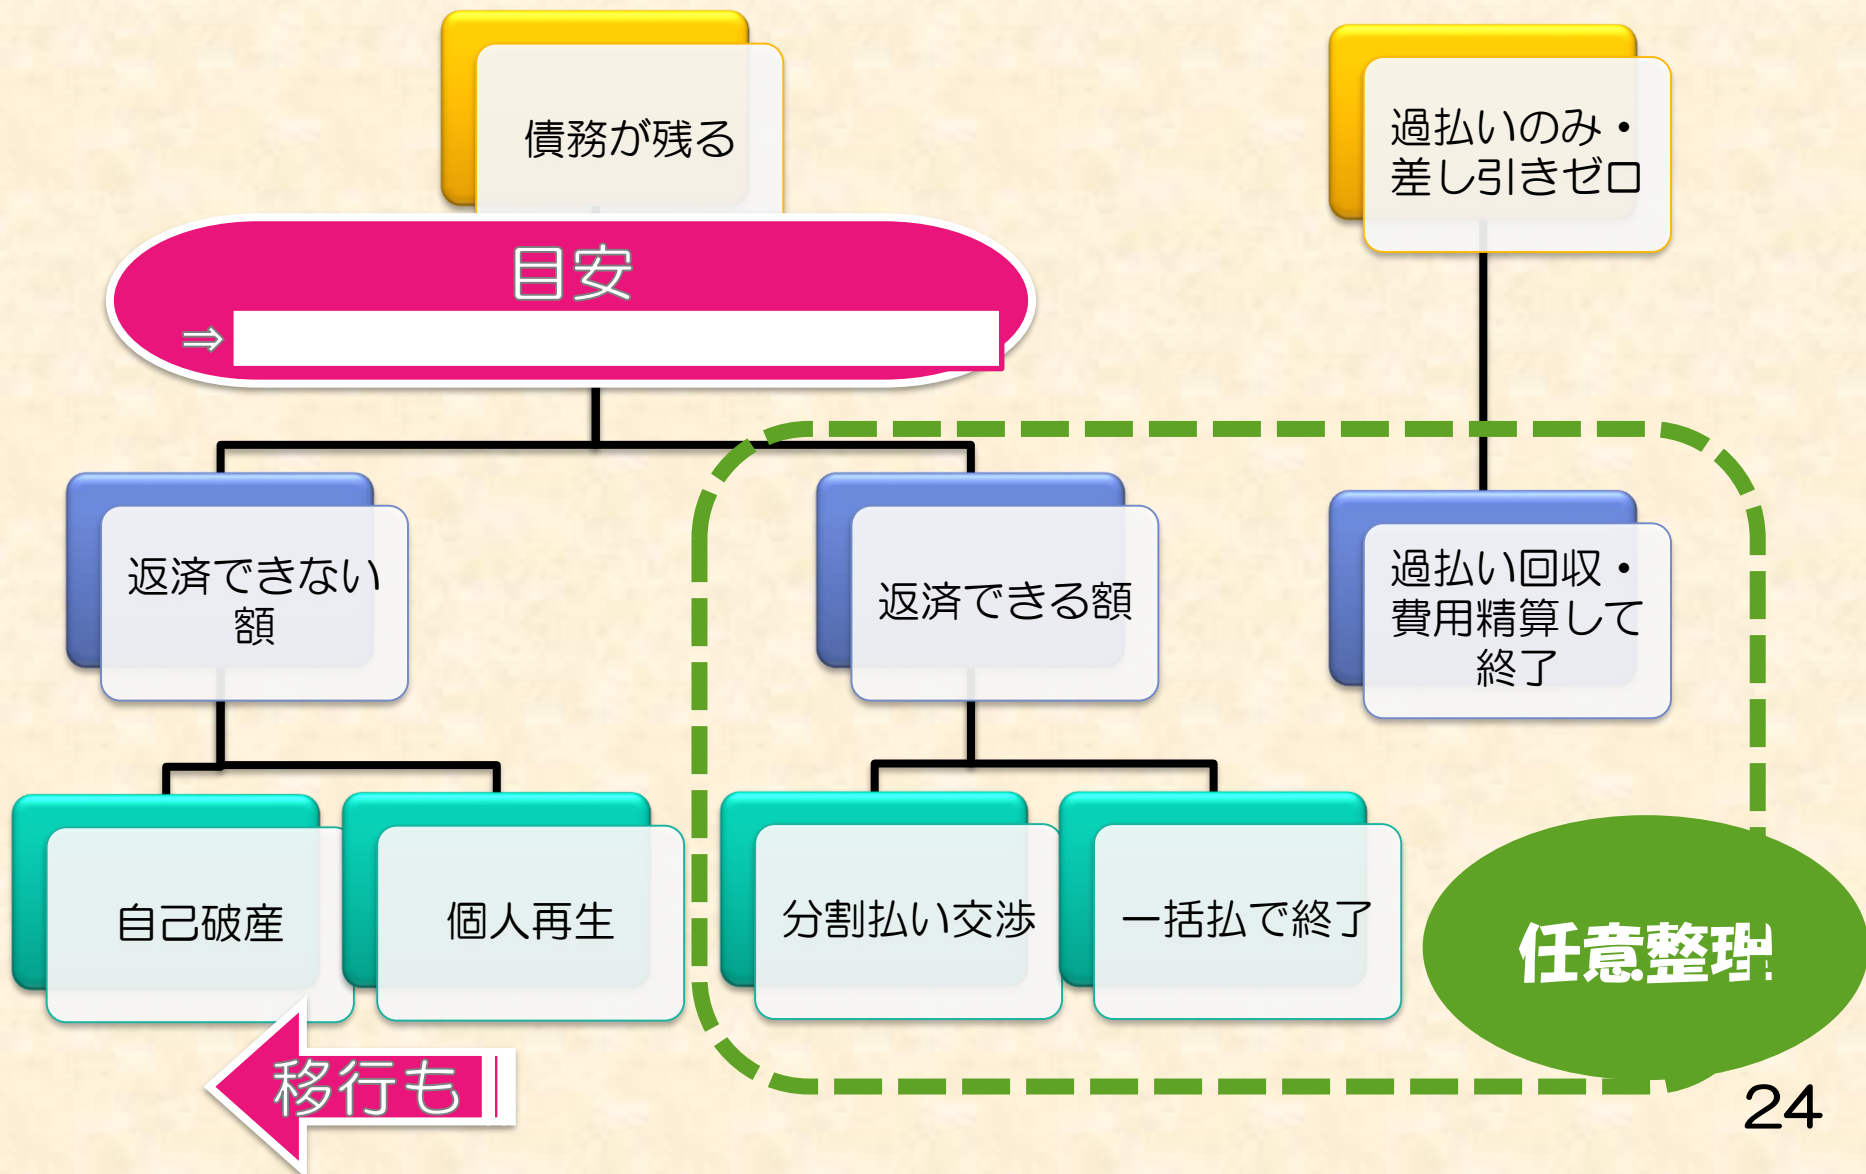 債務が残る
過払いのみ・
差し引きゼロ
目安
⇒
返済できない
額
返済できる額
過払い回収・
費用精算して
終了
自己破産
個人再生
分割払い交渉
一括払で終了
任意整理
移行も
24